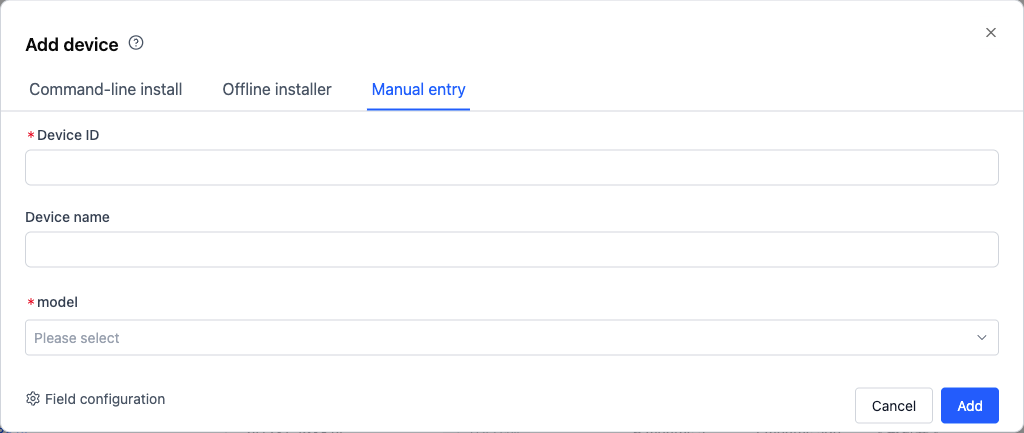 Add device
Command-line install Offline installer Manual entry
* Device ID
Device name
* model
Please select
Field configuration
Cancel Add